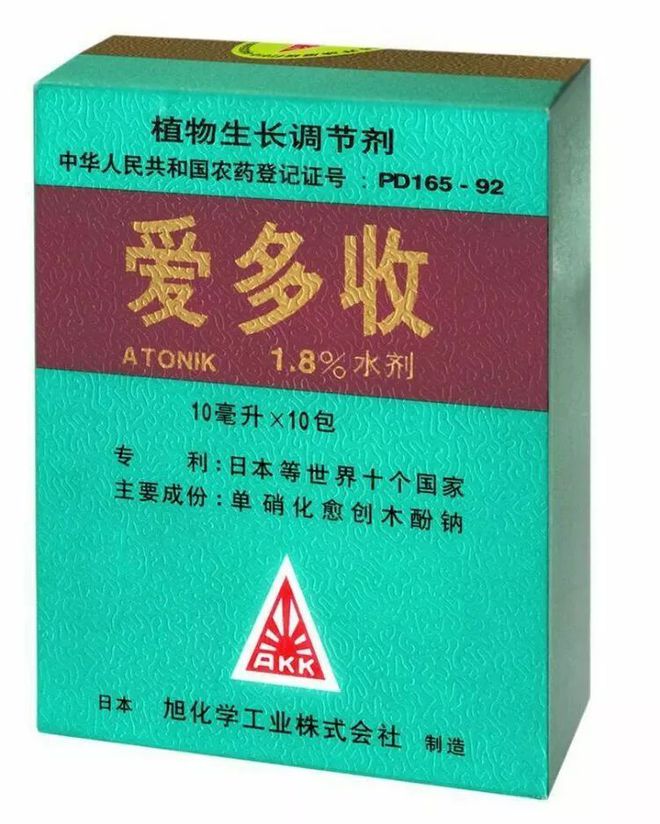 植物生长调节剂
中华人民共和国农药登记证号：PD165-92
爱多收
ATONIK 1.8%水剂
10毫升×10包
专 利：日本等世界十个国家
主要成份：单硝化愈创木酚钠
AKK
日本 旭化学工业株式会社 制造